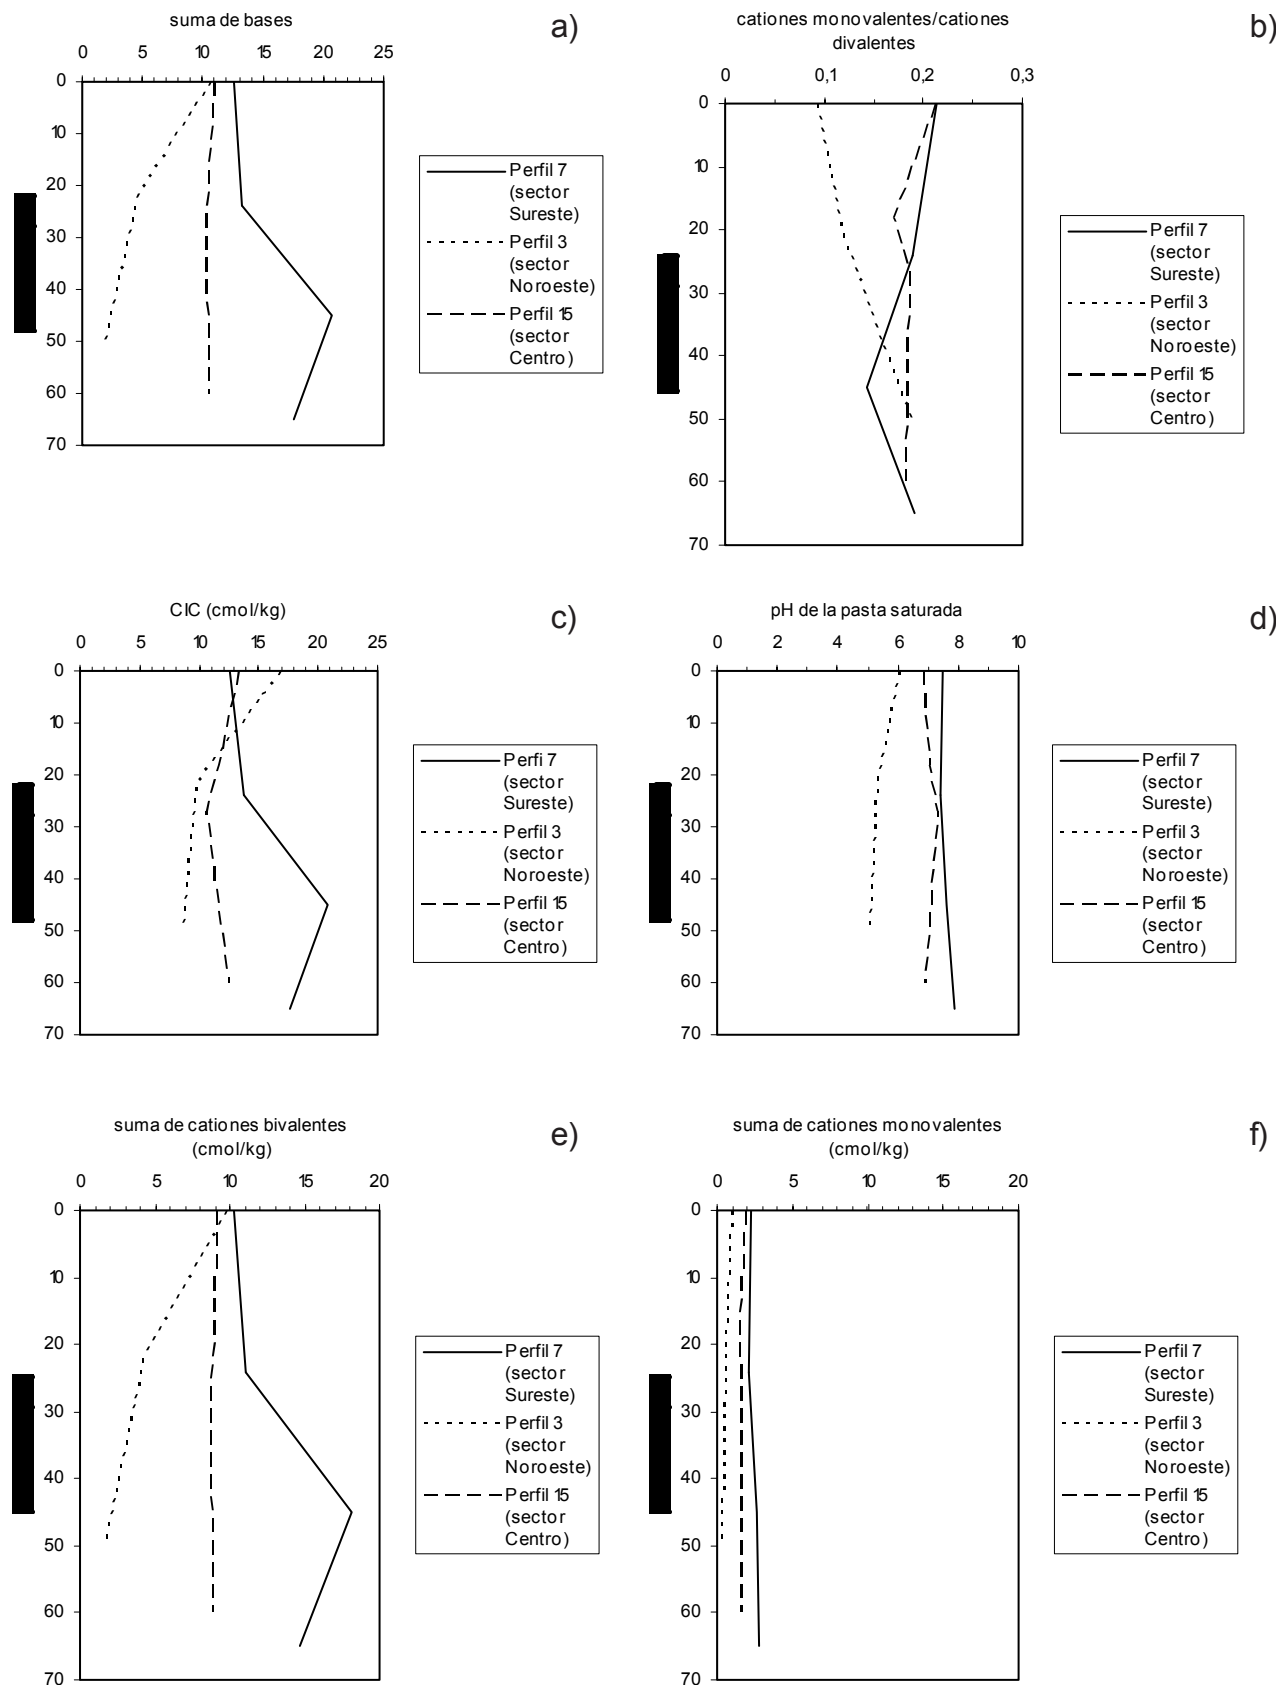 suma de bases
a)
0 5 10 15 20 25
0
10
20
30
40
50
60
70
Perfil 7
(sector
Sureste)
Perfil 3
(sector
Noroeste)
Perfil 15
(sector
Centro)
cationes monovalentes/cationes
divalentes
b)
0 0,1 0,2 0,3
0
10
20
30
40
50
60
70
Perfil 7
(sector
Sureste)
Perfil 3
(sector
Noroeste)
Perfil 15
(sector
Centro)
CIC (cmol/kg)
c)
0 5 10 15 20 25
0
10
20
30
40
50
60
70
Perfi 7
(sector
Sureste)
Perfil 3
(sector
Noroeste)
Perfil 15
(sector
Centro)
pH de la pasta saturada
d)
0 2 4 6 8 10
0
10
20
30
40
50
60
70
Perfil 7
(sector
Sureste)
Perfil 3
(sector
Noroeste)
Perfil 15
(sector
Centro)
suma de cationes bivalentes
(cmol/kg)
e)
0 5 10 15 20
0
10
20
30
40
50
60
70
Perfil 7
(sector
Sureste)
Perfil 3
(sector
Noroeste)
Perfil 15
(sector
Centro)
suma de cationes monovalentes
(cmol/kg)
f)
0 5 10 15 20
0
10
20
30
40
50
60
70
Perfil 7
(sector
Sureste)
Perfil 3
(sector
Noroeste)
Perfil 15
(sector
Centro)